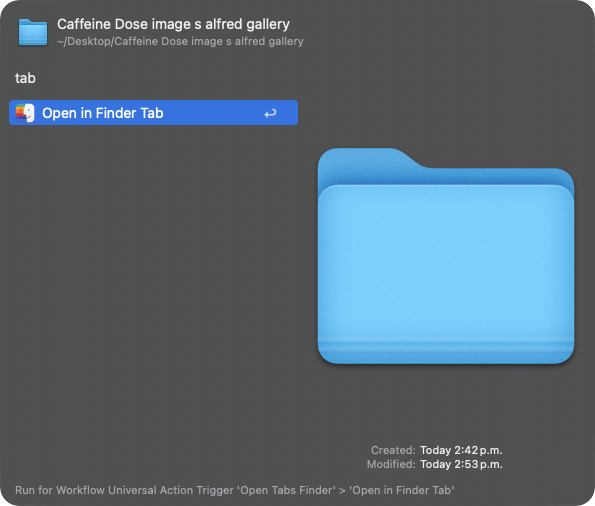 Caffeine Dose image s alfred gallery
~/Desktop/Caffeine Dose image s alfred gallery
tab
Open in Finder Tab
Created: Today 2:42 p.m.
Modified: Today 2:53 p.m.
Run for Workflow Universal Action Trigger 'Open Tabs Finder' > 'Open in Finder Tab'